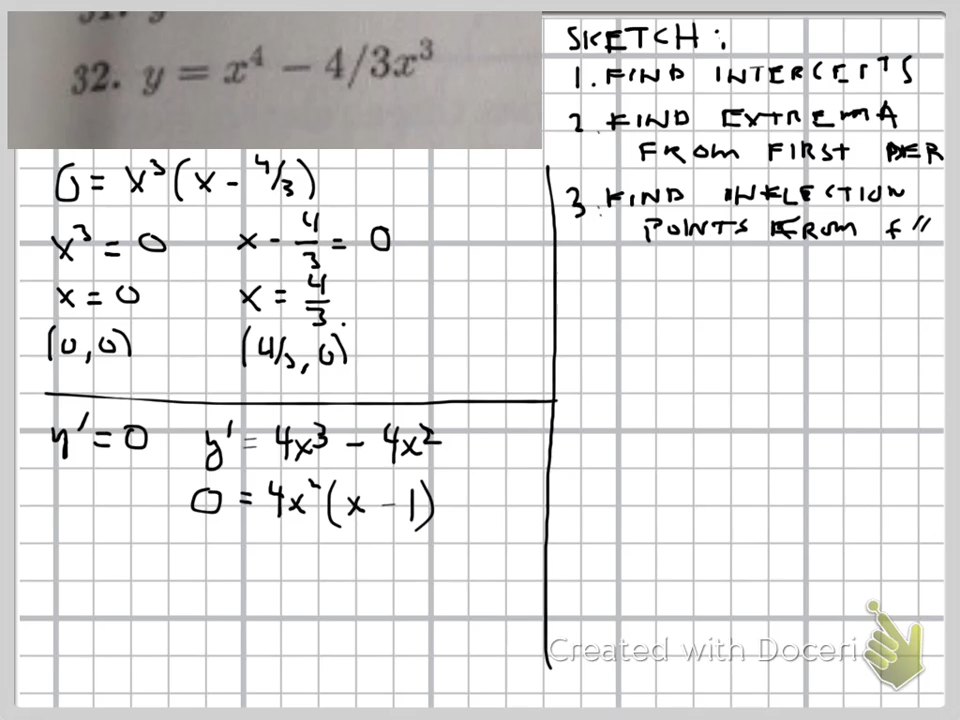 32. y = x⁴ − 4/3x³
0 = x³(x − 4/3)
x³ = 0 x − 4/3 = 0
x = 0 x = 4/3.
(0,0) (4/3, 0)
y' = 0 y' = 4x³ − 4x²
0 = 4x²(x − 1)
SKETCH:
1. FIND INTERCEPTS
2. FIND EXTREMA
FROM FIRST DER
3. FIND INFLECTION
POINTS FROM f"
Created with Doceri